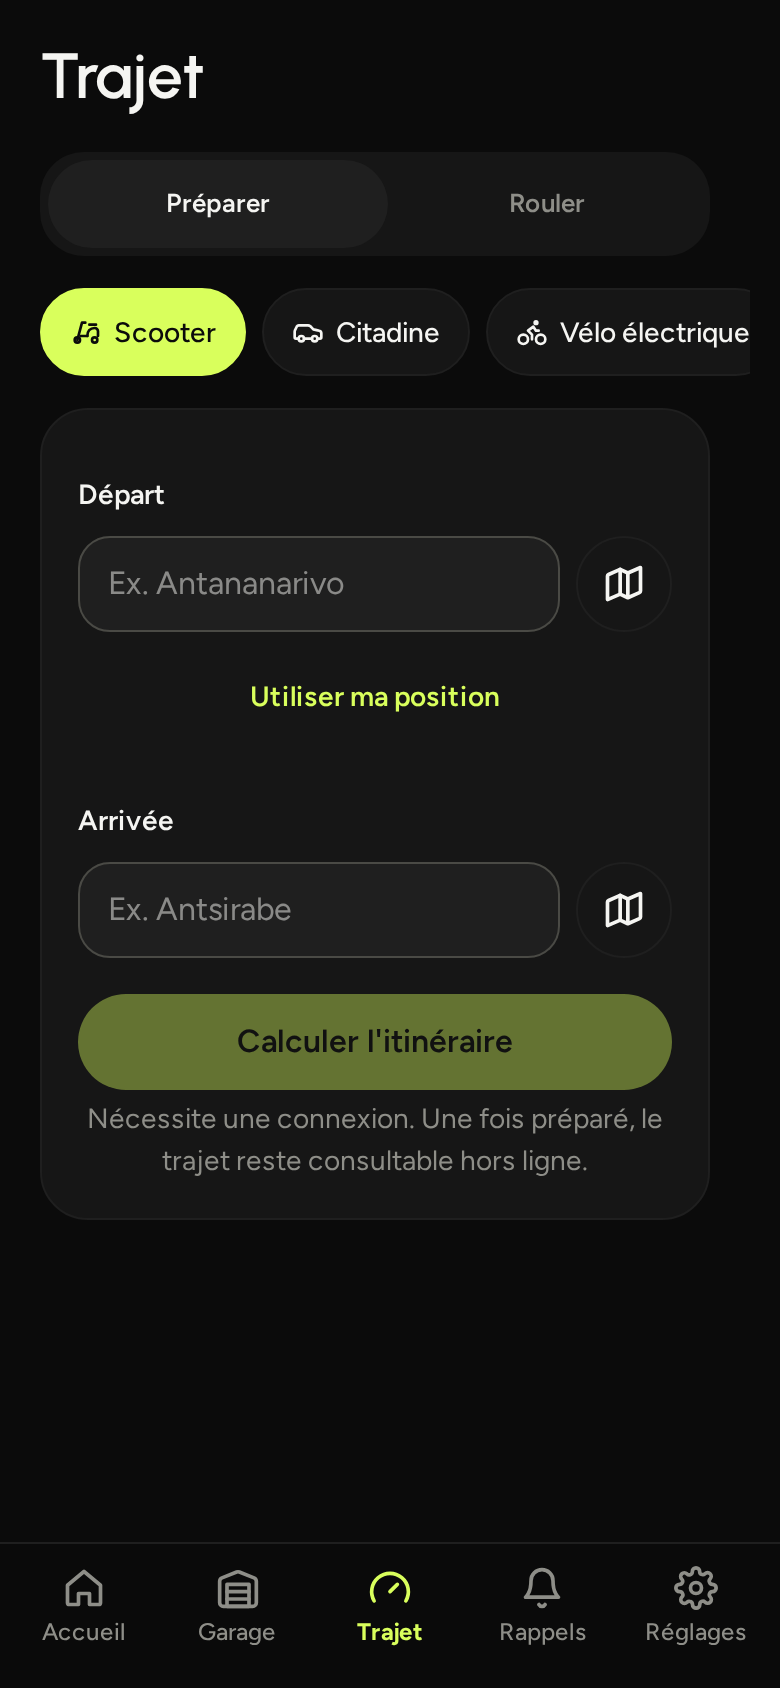 Trajet
Préparer
Rouler
Scooter
Citadine
Vélo électrique
Départ
Ex. Antananarivo
Utiliser ma position
Arrivée
Ex. Antsirabe
Calculer l'itinéraire
Nécessite une connexion. Une fois préparé, le
trajet reste consultable hors ligne.
Accueil
Garage
Trajet
Rappels
Réglages